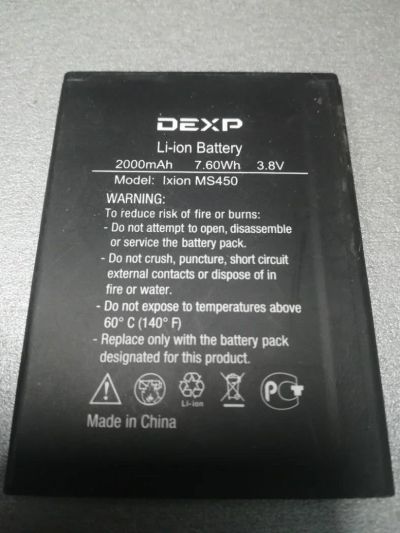 DEXP
Li-ion Battery
2000mAh 7.60Wh 3.8V
Model: Ixion MS450
WARNING:
To reduce risk of fire or burns:
- Do not attempt to open, disassemble
or service the battery pack.
- Do not crush, puncture, short circuit
external contacts or dispose of in
fire or water.
- Do not expose to temperatures above
60° C (140° F)
- Replace only with the battery pack
designated for this product.
Li-ion
Made in China